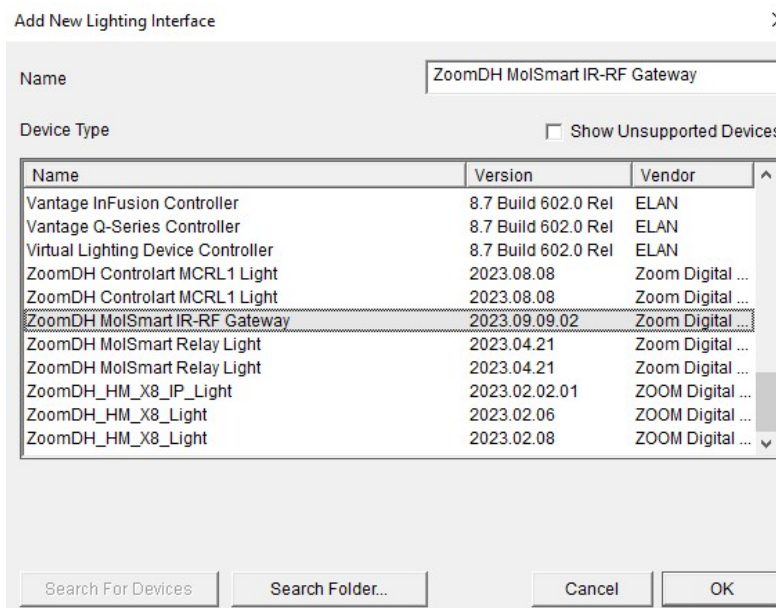 Add New Lighting Interface
Name ZoomDH MolSmart IR-RF Gateway
Device Type Show Unsupported Devices
Name Version Vendor
Vantage InFusion Controller 8.7 Build 602.0 Rel ELAN
Vantage Q-Series Controller 8.7 Build 602.0 Rel ELAN
Virtual Lighting Device Controller 8.7 Build 602.0 Rel ELAN
ZoomDH Controlart MCRL1 Light 2023.08.08 Zoom Digital ...
ZoomDH Controlart MCRL1 Light 2023.08.08 Zoom Digital ...
ZoomDH MolSmart IR-RF Gateway 2023.09.09.02 Zoom Digital ...
ZoomDH MolSmart Relay Light 2023.04.21 Zoom Digital ...
ZoomDH MolSmart Relay Light 2023.04.21 Zoom Digital ...
ZoomDH_HM_X8_IP_Light 2023.02.02.01 ZOOM Digital ...
ZoomDH_HM_X8_Light 2023.02.06 ZOOM Digital ...
ZoomDH_HM_X8_Light 2023.02.08 ZOOM Digital ...
Search For Devices Search Folder... Cancel OK